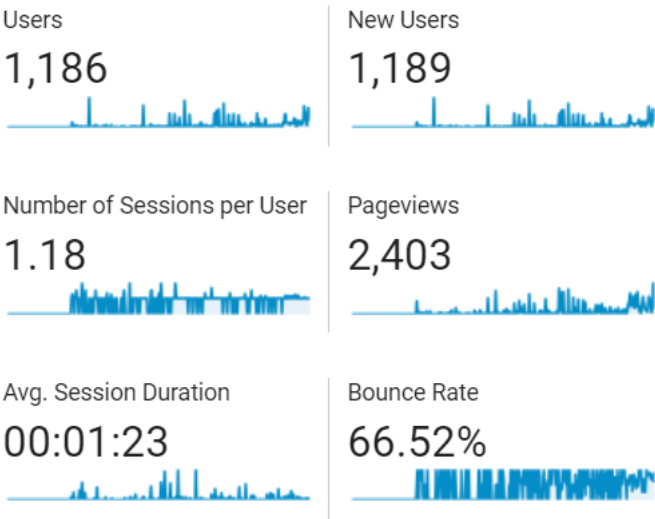 Users
1,186
New Users
1,189
Number of Sessions per User
1.18
Pageviews
2,403
Avg. Session Duration
00:01:23
Bounce Rate
66.52%